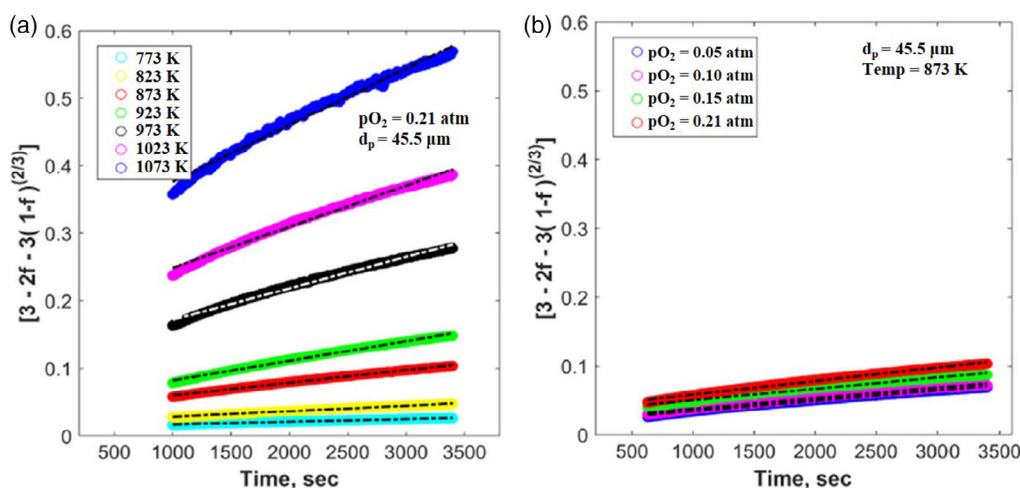 (a)
0.6
0.5
0.4
0.3
0.2
0.1
0
[3 - 2f - 3( 1-f )^(2/3)]
773 K
823 K
873 K
923 K
973 K
1023 K
1073 K
pO₂ = 0.21 atm
dₚ = 45.5 µm
500 1000 1500 2000 2500 3000 3500
Time, sec
(b)
0.6
0.5
0.4
0.3
0.2
0.1
0
[3 - 2f - 3( 1-f )^(2/3)]
pO₂ = 0.05 atm
pO₂ = 0.10 atm
pO₂ = 0.15 atm
pO₂ = 0.21 atm
dₚ = 45.5 µm
Temp = 873 K
500 1000 1500 2000 2500 3000 3500
Time, sec